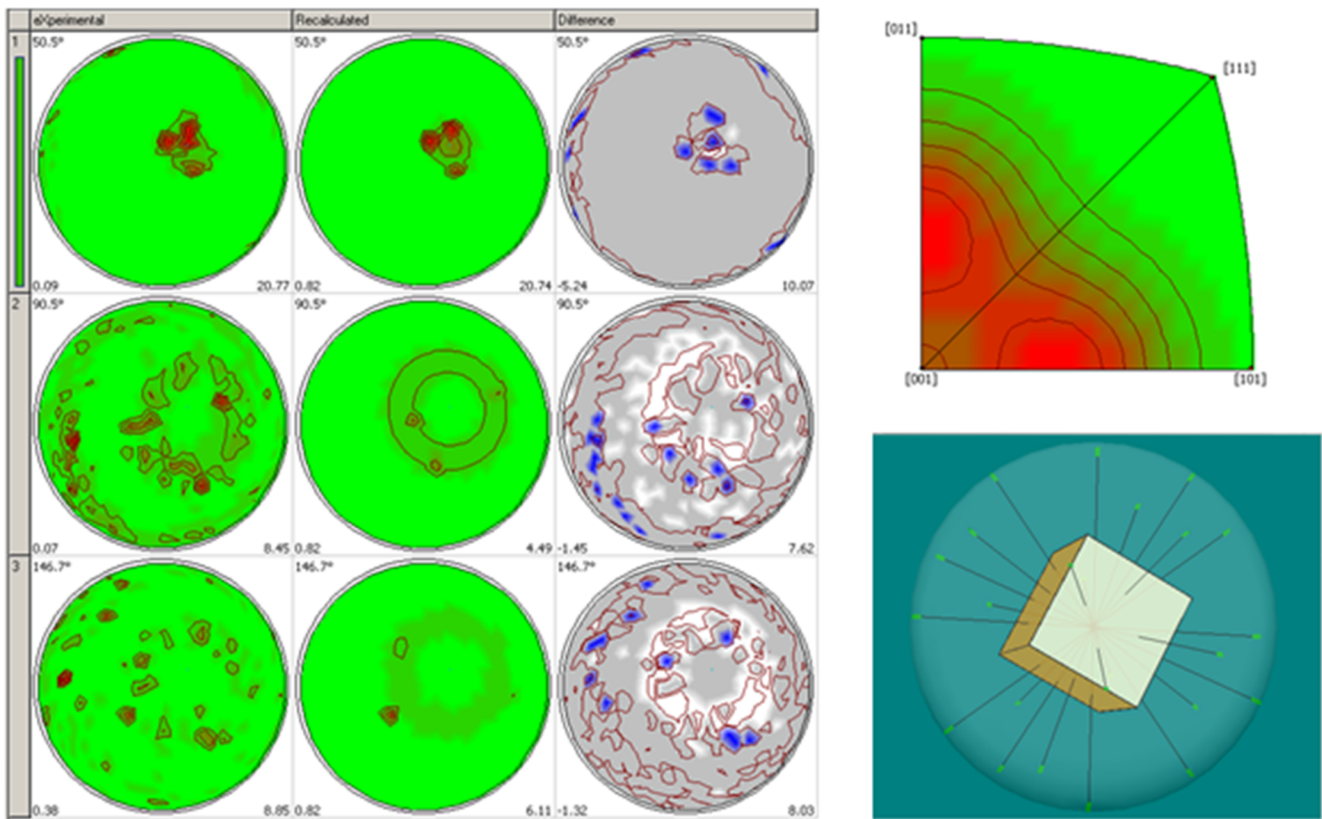 eXperimental Recalculated Difference
1
50.5° 50.5° 50.5°
0.09 20.77 0.82 20.74 -5.24 10.07
2
90.5° 90.5° 90.5°
0.07 8.45 0.82 4.49 -1.45 7.62
3
146.7° 146.7° 146.7°
0.38 8.85 0.82 6.11 -1.32 8.03
[011]
[111]
[001] [101]